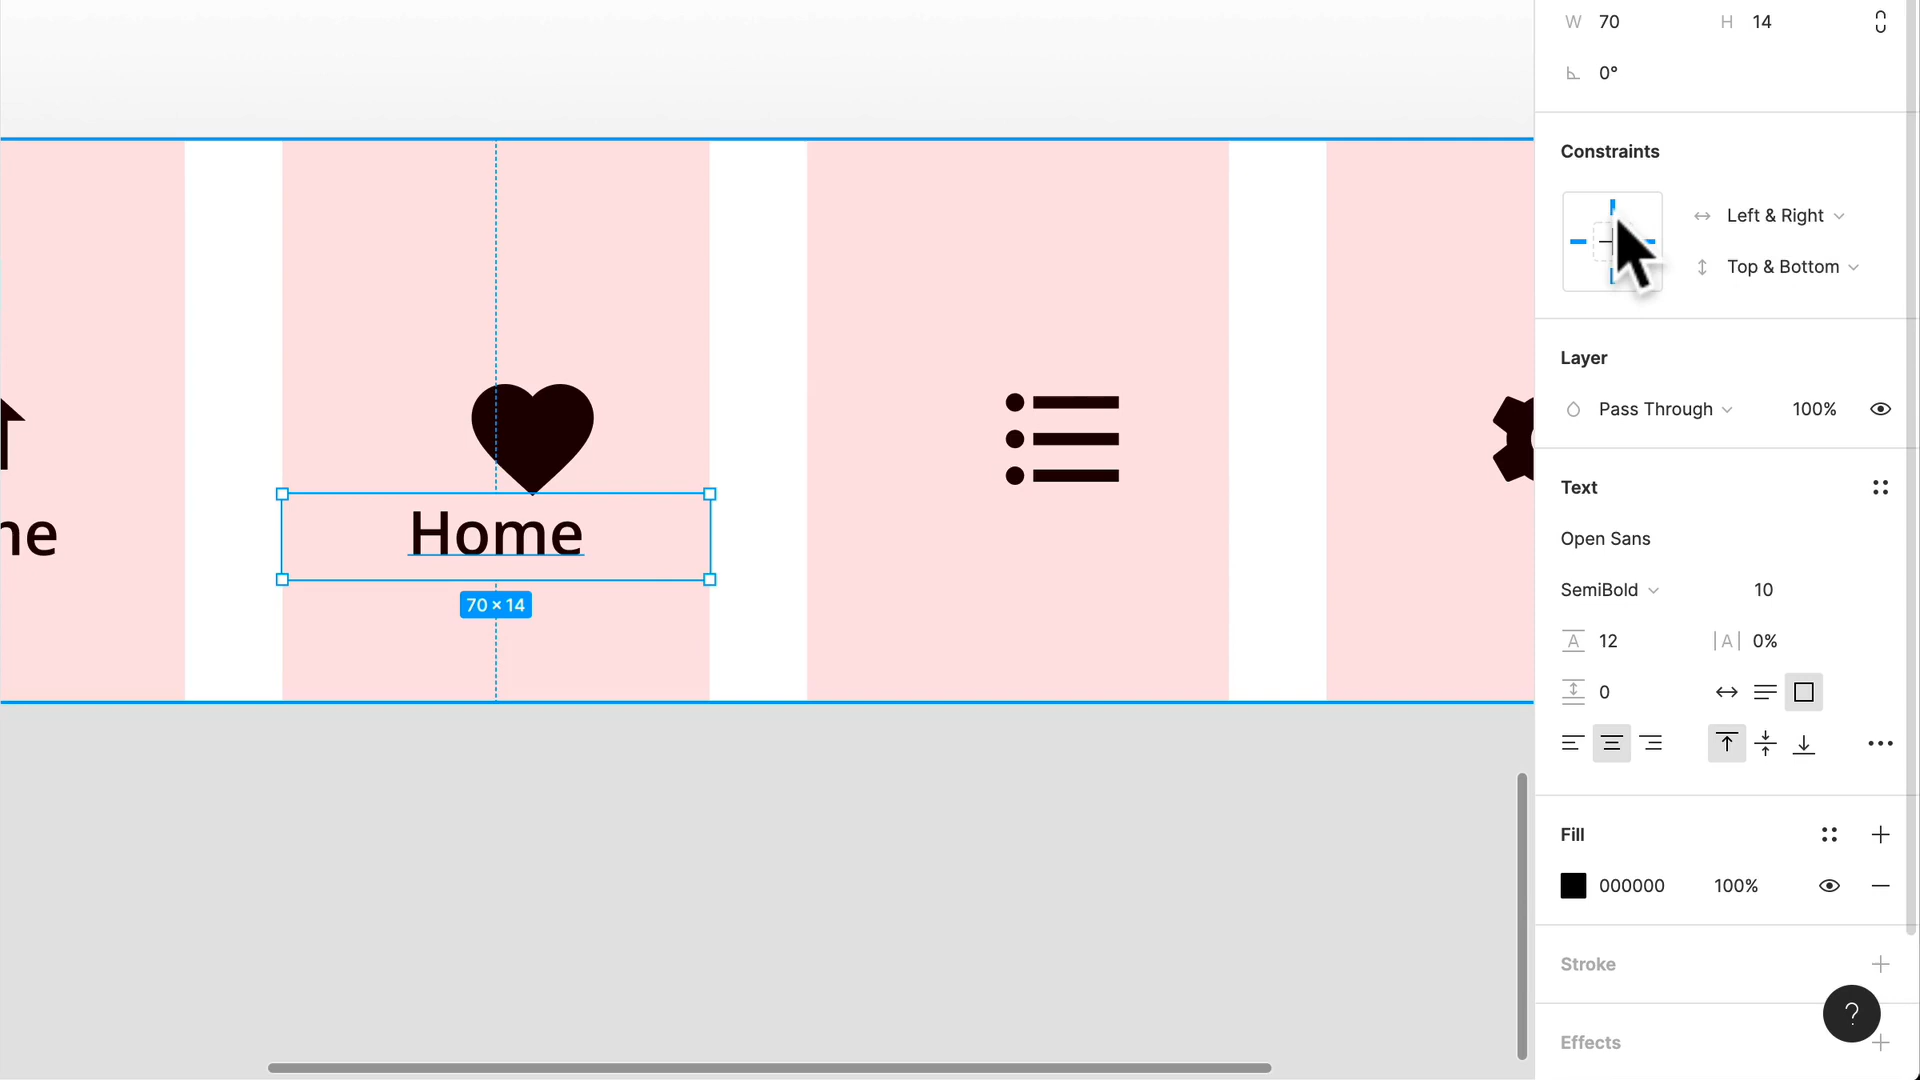 W 70 H 14
0°
Constraints
Left & Right
Top & Bottom
Layer
Pass Through 100%
Text
Open Sans
SemiBold 10
A 12 |A| 0%
0
Fill
000000 100%
Stroke
Effects
?
ne
Home
70 × 14